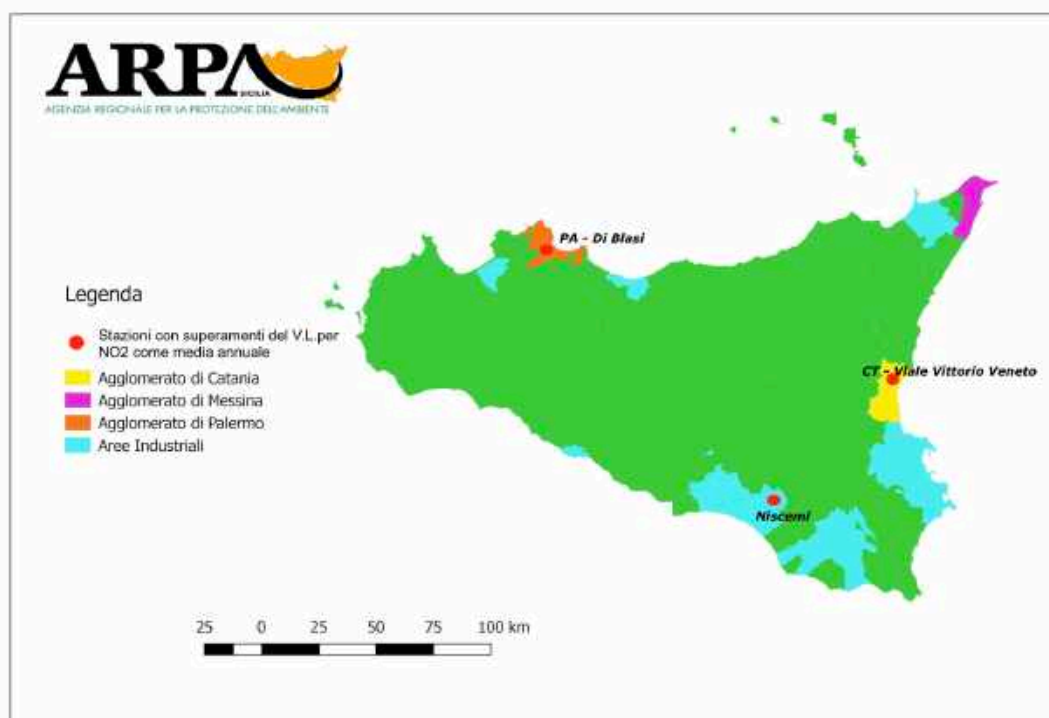 ARPA
SICILIA
AGENZIA REGIONALE PER LA PROTEZIONE DELL'AMBIENTE
PA - Di Blasi
Legenda
Stazioni con superamenti del V.L.per
NO2 come media annuale
Agglomerato di Catania
Agglomerato di Messina
Agglomerato di Palermo
Aree Industriali
CT - Viale Vittorio Veneto
Niscemi
25 0 25 50 75 100 km